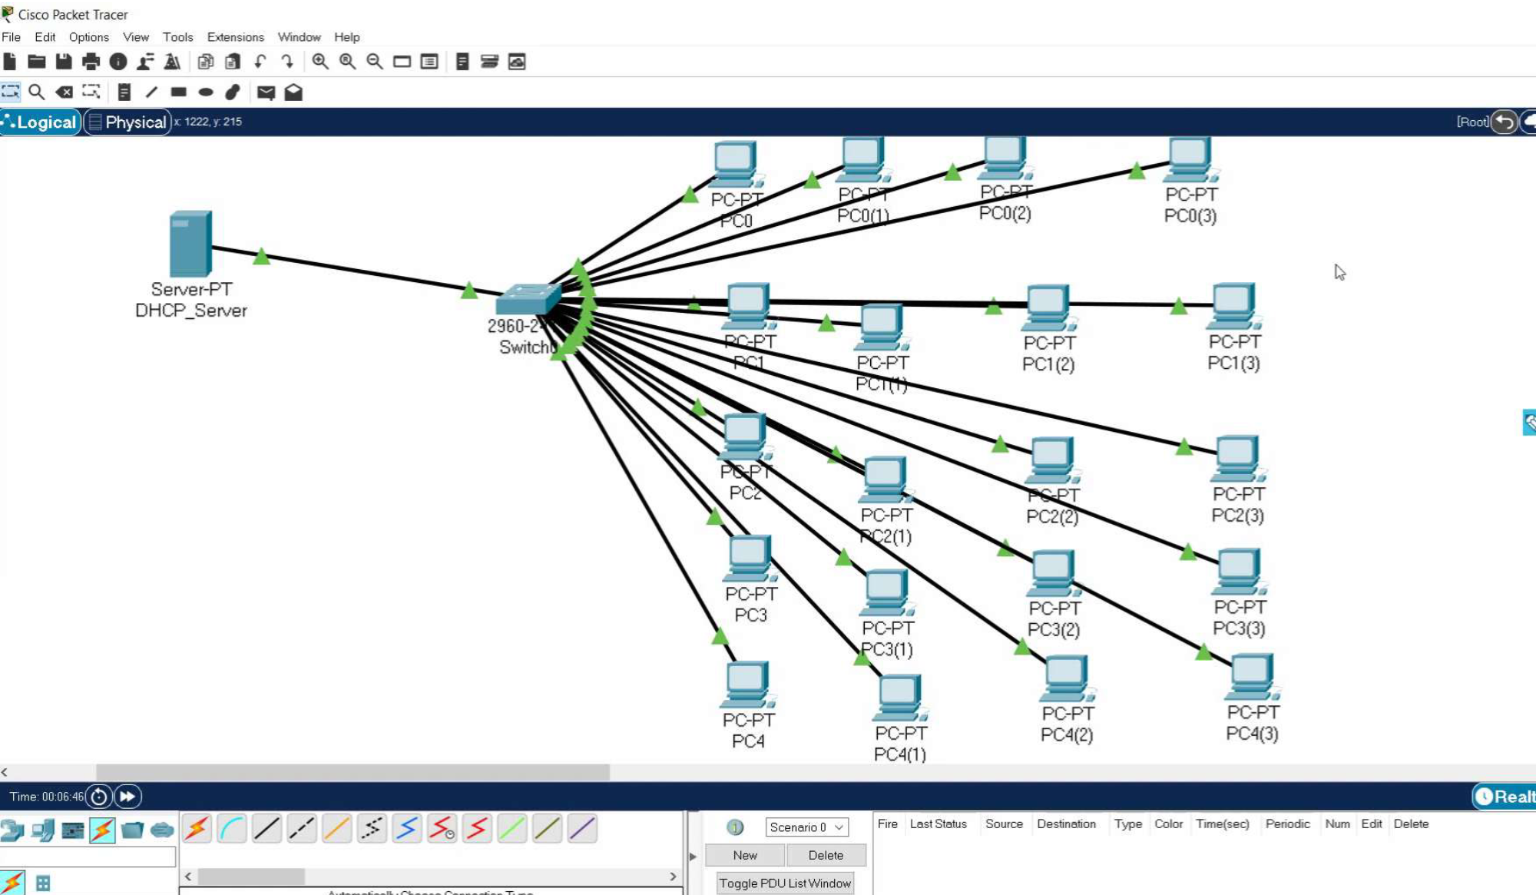 Cisco Packet Tracer
File Edit Options View Tools Extensions Window Help
Logical Physical x: 1222, y: 215 [Root]
PC-PT
PC0
PC-PT
PC0(1)
PC-PT
PC0(2)
PC-PT
PC0(3)
Server-PT
DHCP_Server
2960-2
Switch0
PC-PT
PC1
PC-PT
PC1(1)
PC-PT
PC1(2)
PC-PT
PC1(3)
PC-PT
PC2
PC-PT
PC2(1)
PC-PT
PC2(2)
PC-PT
PC2(3)
PC-PT
PC3
PC-PT
PC3(1)
PC-PT
PC3(2)
PC-PT
PC3(3)
PC-PT
PC4
PC-PT
PC4(1)
PC-PT
PC4(2)
PC-PT
PC4(3)
Time: 00:06:46 Realt
Scenario 0
New Delete
Toggle PDU List Window
Fire Last Status Source Destination Type Color Time(sec) Periodic Num Edit Delete
Automatically Choose Connection Type